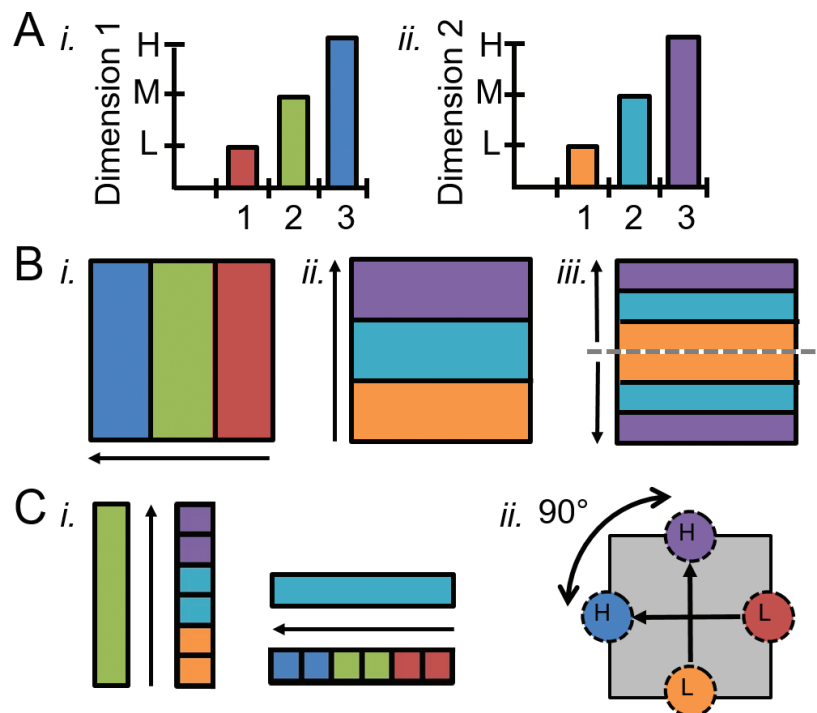 A i. Dimension 1 H M L 1 2 3
ii. Dimension 2 H M L 1 2 3
B i. ii. iii.
C i. ii. 90°
H
H L
L